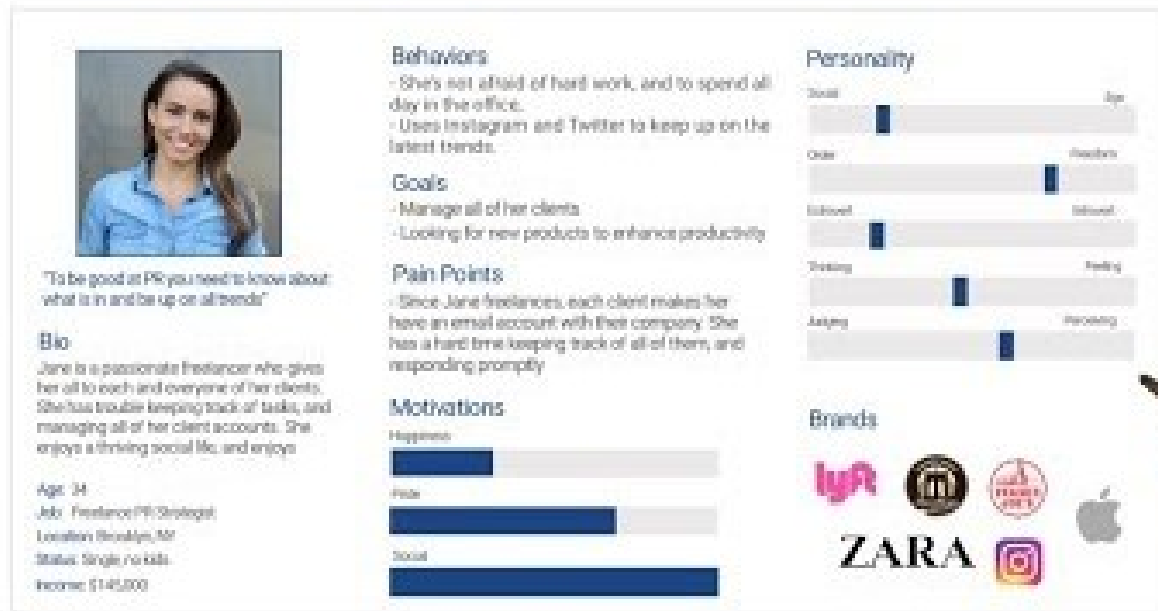 "To be good at PR you need to know about
what is in and be up on all trends"
Bio
Jane is a passionate freelancer who gives
her all to each and everyone of her clients.
She has trouble keeping track of tasks, and
managing all of her client accounts. She
enjoys a thriving social life, and enjoys
Age: 34
Job: Freelance PR Strategist
Location: Brooklyn, NY
Status: Single, no kids
Income: $145,000
Behaviors
- She's not afraid of hard work, and to spend all
day in the office.
- Uses Instagram and Twitter to keep up on the
latest trends.
Goals
- Manage all of her clients
- Looking for new products to enhance productivity
Pain Points
- Since Jane freelances, each client makes her
have an email account with their company. She
has a hard time keeping track of all of them, and
responding promptly
Motivations
Happiness
Pride
Social
Personality
Order Freedom
Extrovert Introvert
Thinking Feeling
Judging Perceiving
Brands
lyft
M
ZARA